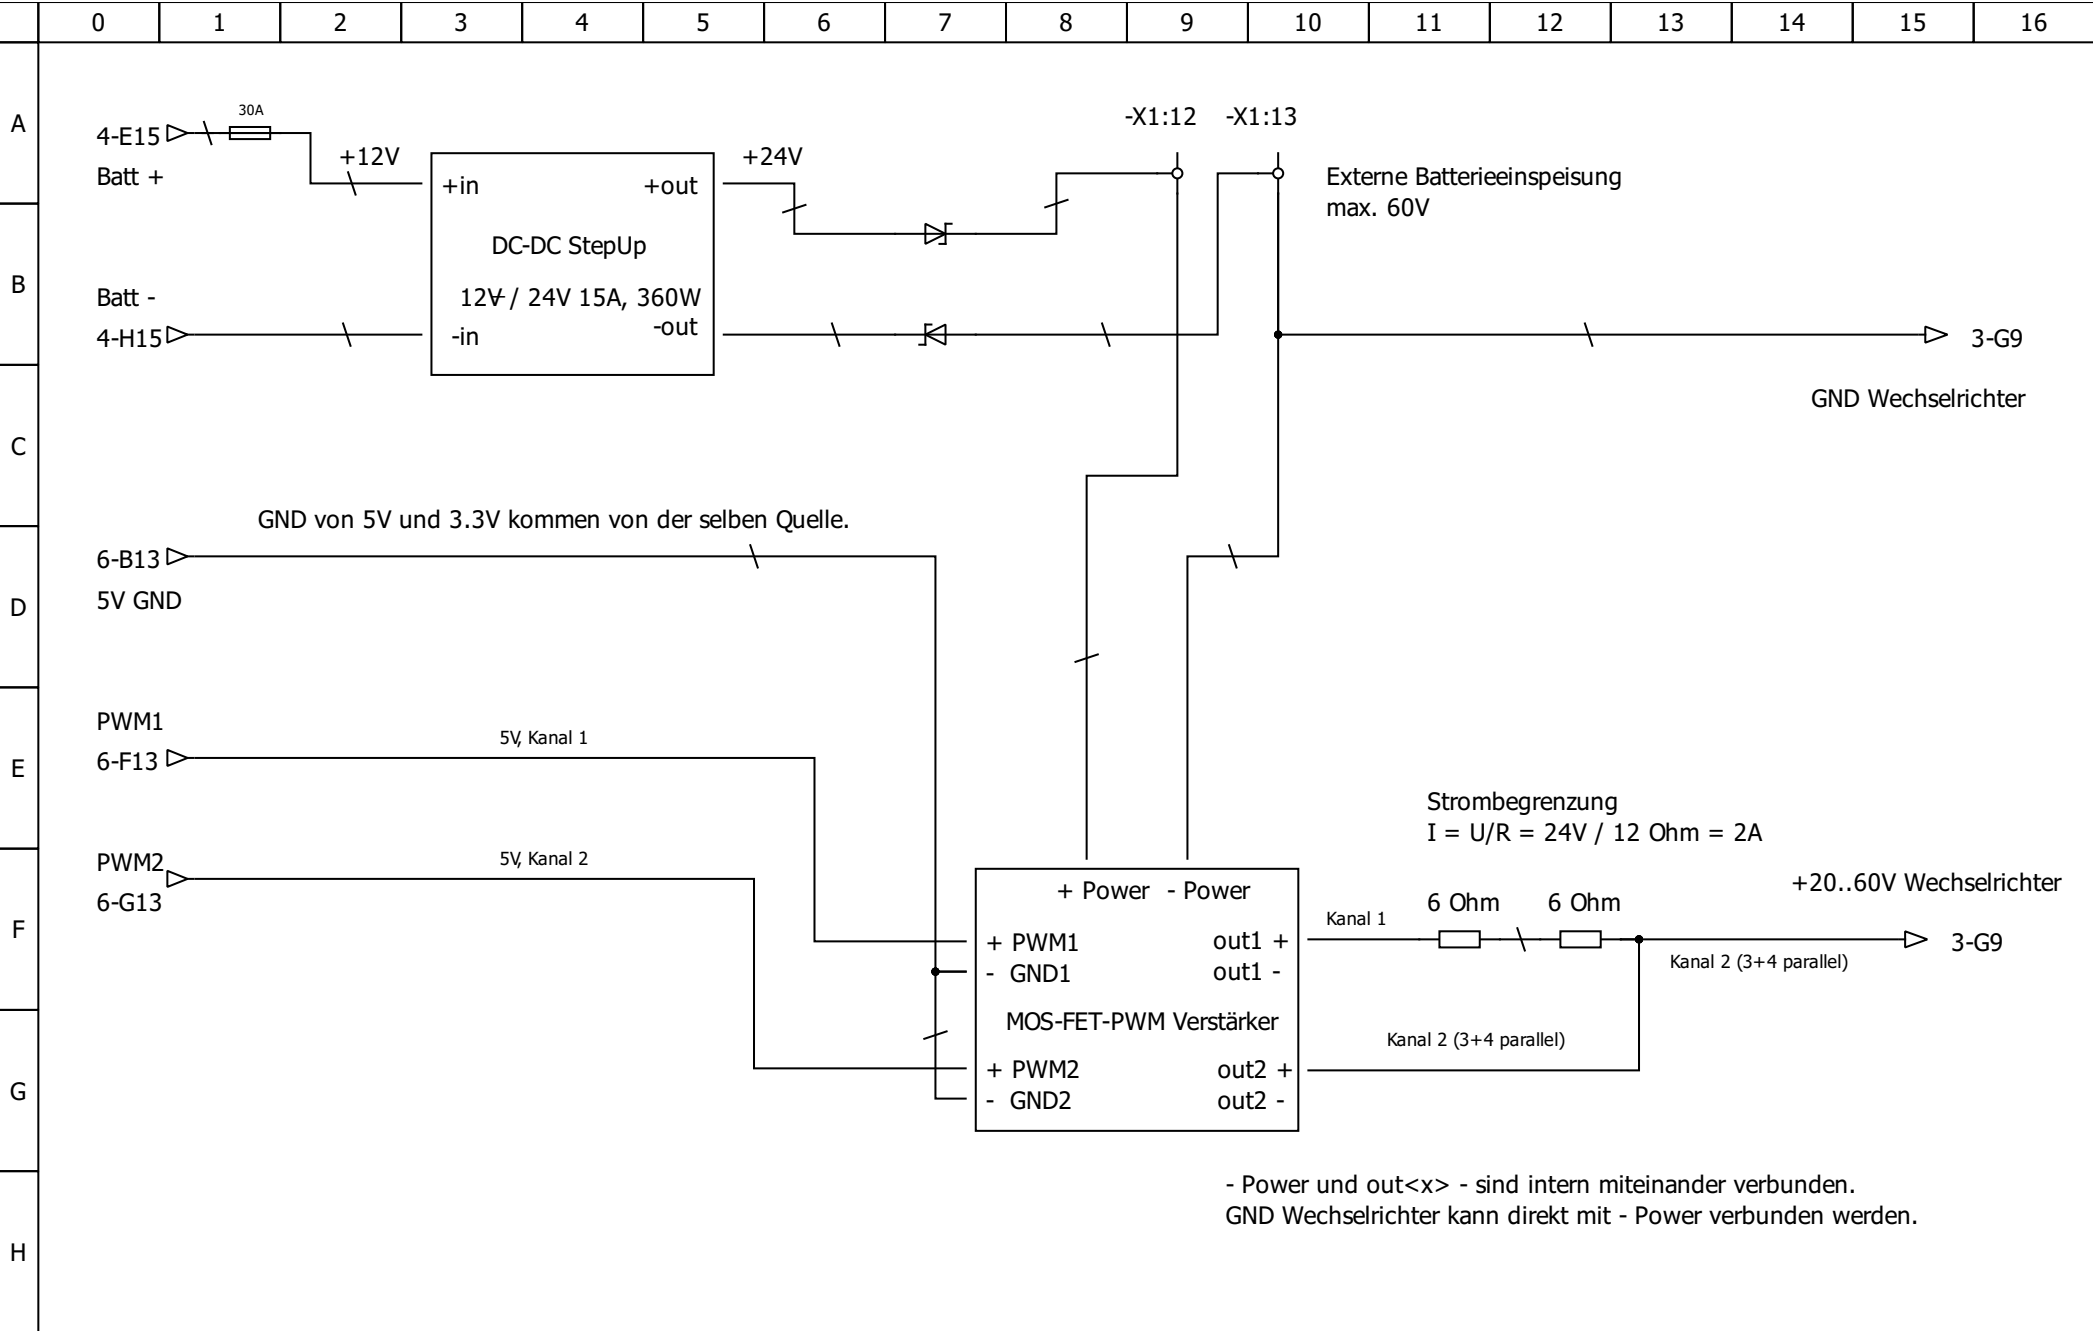 0 1 2 3 4 5 6 7 8 9 10 11 12 13 14 15 16
A
30A
-X1:12 -X1:13
4-E15
+12V
+24V
Batt +
+in
+out
Externe Batterieeinspeisung
max. 60V
B
DC-DC StepUp
Batt -
12V / 24V 15A, 360W
4-H15
-in
-out
3-G9
GND Wechselrichter
C
GND von 5V und 3.3V kommen von der selben Quelle.
6-B13
D
5V GND
PWM1
5V, Kanal 1
E
6-F13
Strombegrenzung
I = U/R = 24V / 12 Ohm = 2A
PWM2
5V, Kanal 2
6-G13
+ Power - Power
+20..60V Wechselrichter
6 Ohm 6 Ohm
F
Kanal 1
+ PWM1
out1 +
3-G9
- GND1
out1 -
Kanal 2 (3+4 parallel)
MOS-FET-PWM Verstärker
Kanal 2 (3+4 parallel)
+ PWM2
out2 +
G
- GND2
out2 -
- Power und out<x> - sind intern miteinander verbunden.
GND Wechselrichter kann direkt mit - Power verbunden werden.
H